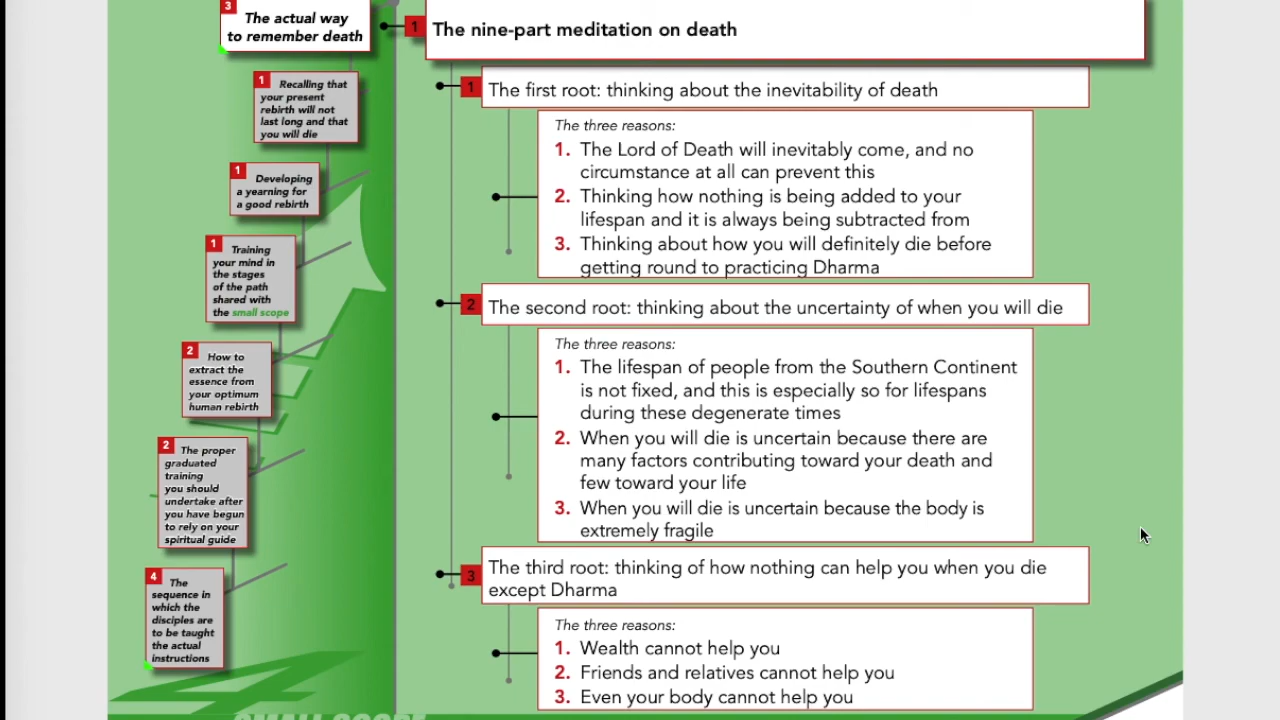 3
The actual way
to remember death
1
Recalling that
your present
rebirth will not
last long and that
you will die
1
Developing
a yearning for
a good rebirth
1
Training
your mind in
the stages
of the path
shared with
the small scope
2
How to
extract the
essence from
your optimum
human rebirth
2
The proper
graduated
training
you should
undertake after
you have begun
to rely on your
spiritual guide
4
The
sequence in
which the
disciples are
to be taught
the actual
instructions
SMALL SCOPE
1 The nine-part meditation on death
1 The first root: thinking about the inevitability of death
The three reasons:
1. The Lord of Death will inevitably come, and no
circumstance at all can prevent this
2. Thinking how nothing is being added to your
lifespan and it is always being subtracted from
3. Thinking about how you will definitely die before
getting round to practicing Dharma
2 The second root: thinking about the uncertainty of when you will die
The three reasons:
1. The lifespan of people from the Southern Continent
is not fixed, and this is especially so for lifespans
during these degenerate times
2. When you will die is uncertain because there are
many factors contributing toward your death and
few toward your life
3. When you will die is uncertain because the body is
extremely fragile
3 The third root: thinking of how nothing can help you when you die
except Dharma
The three reasons:
1. Wealth cannot help you
2. Friends and relatives cannot help you
3. Even your body cannot help you